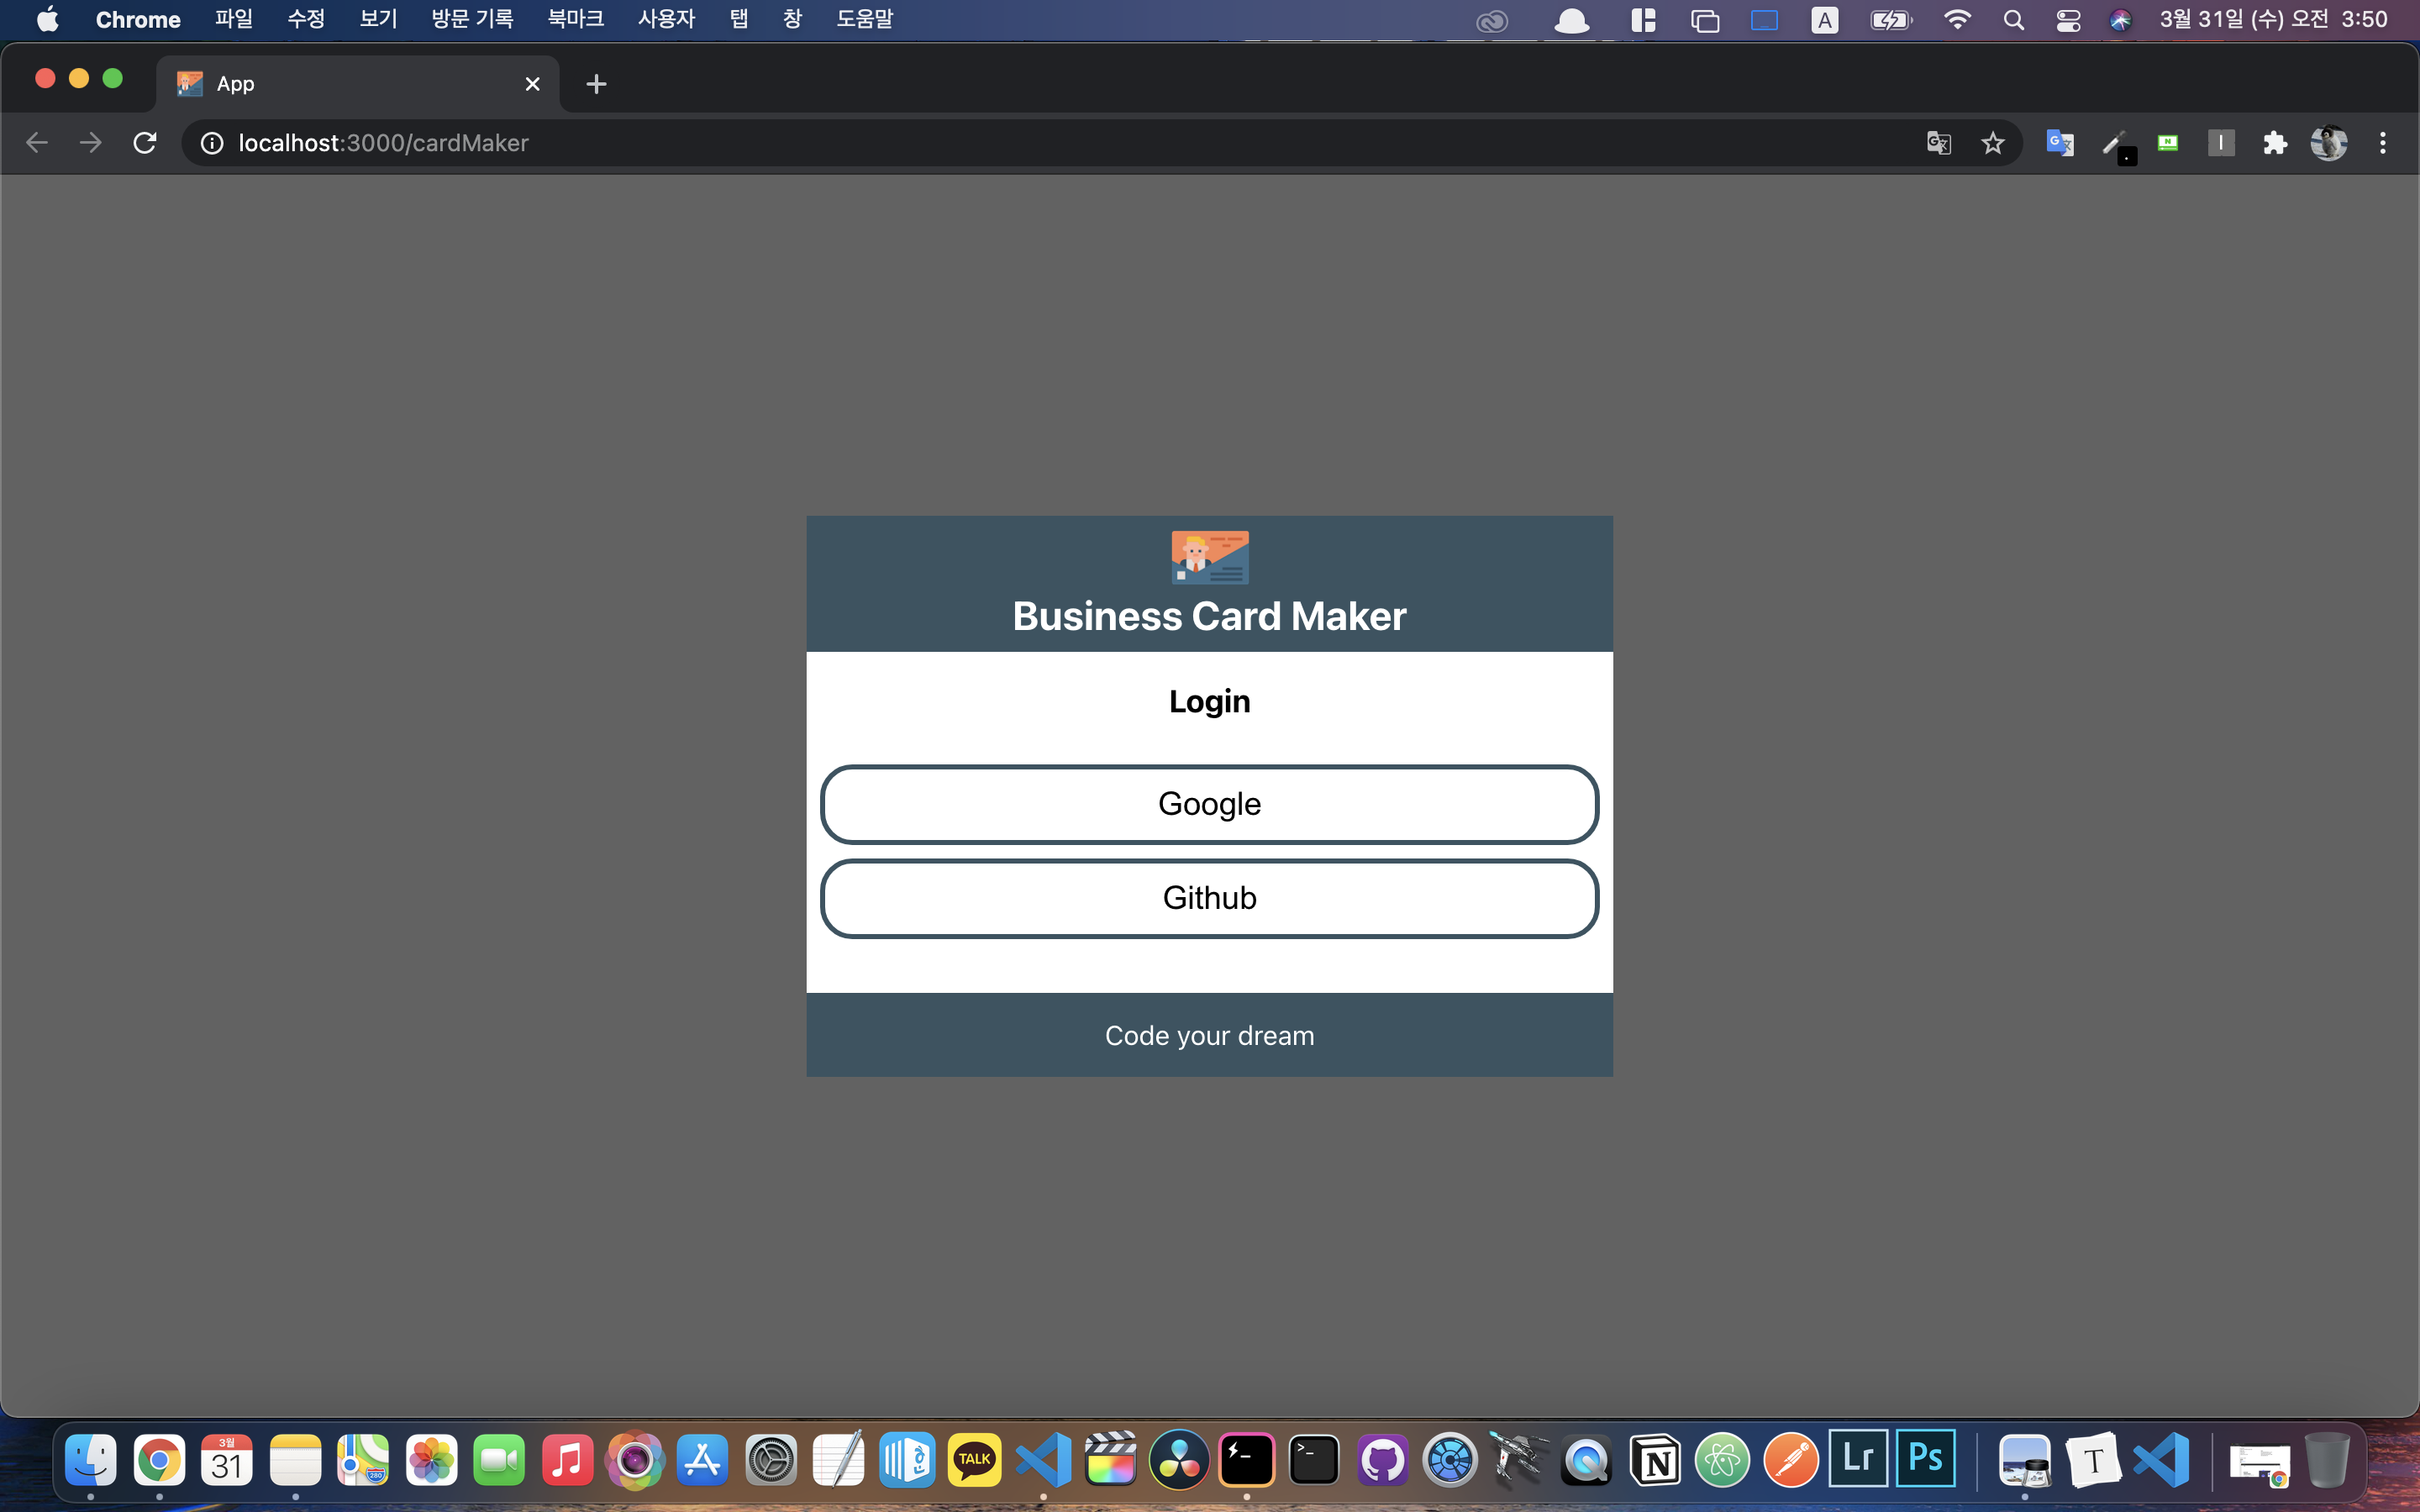 Chrome 파일 수정 보기 방문 기록 북마크 사용자 탭 창 도움말 A 3월 31일 (수) 오전 3:50
App
localhost:3000/cardMaker
Business Card Maker
Login
Google
Github
Code your dream
3월
31
280
TALK
Lr
Ps
T